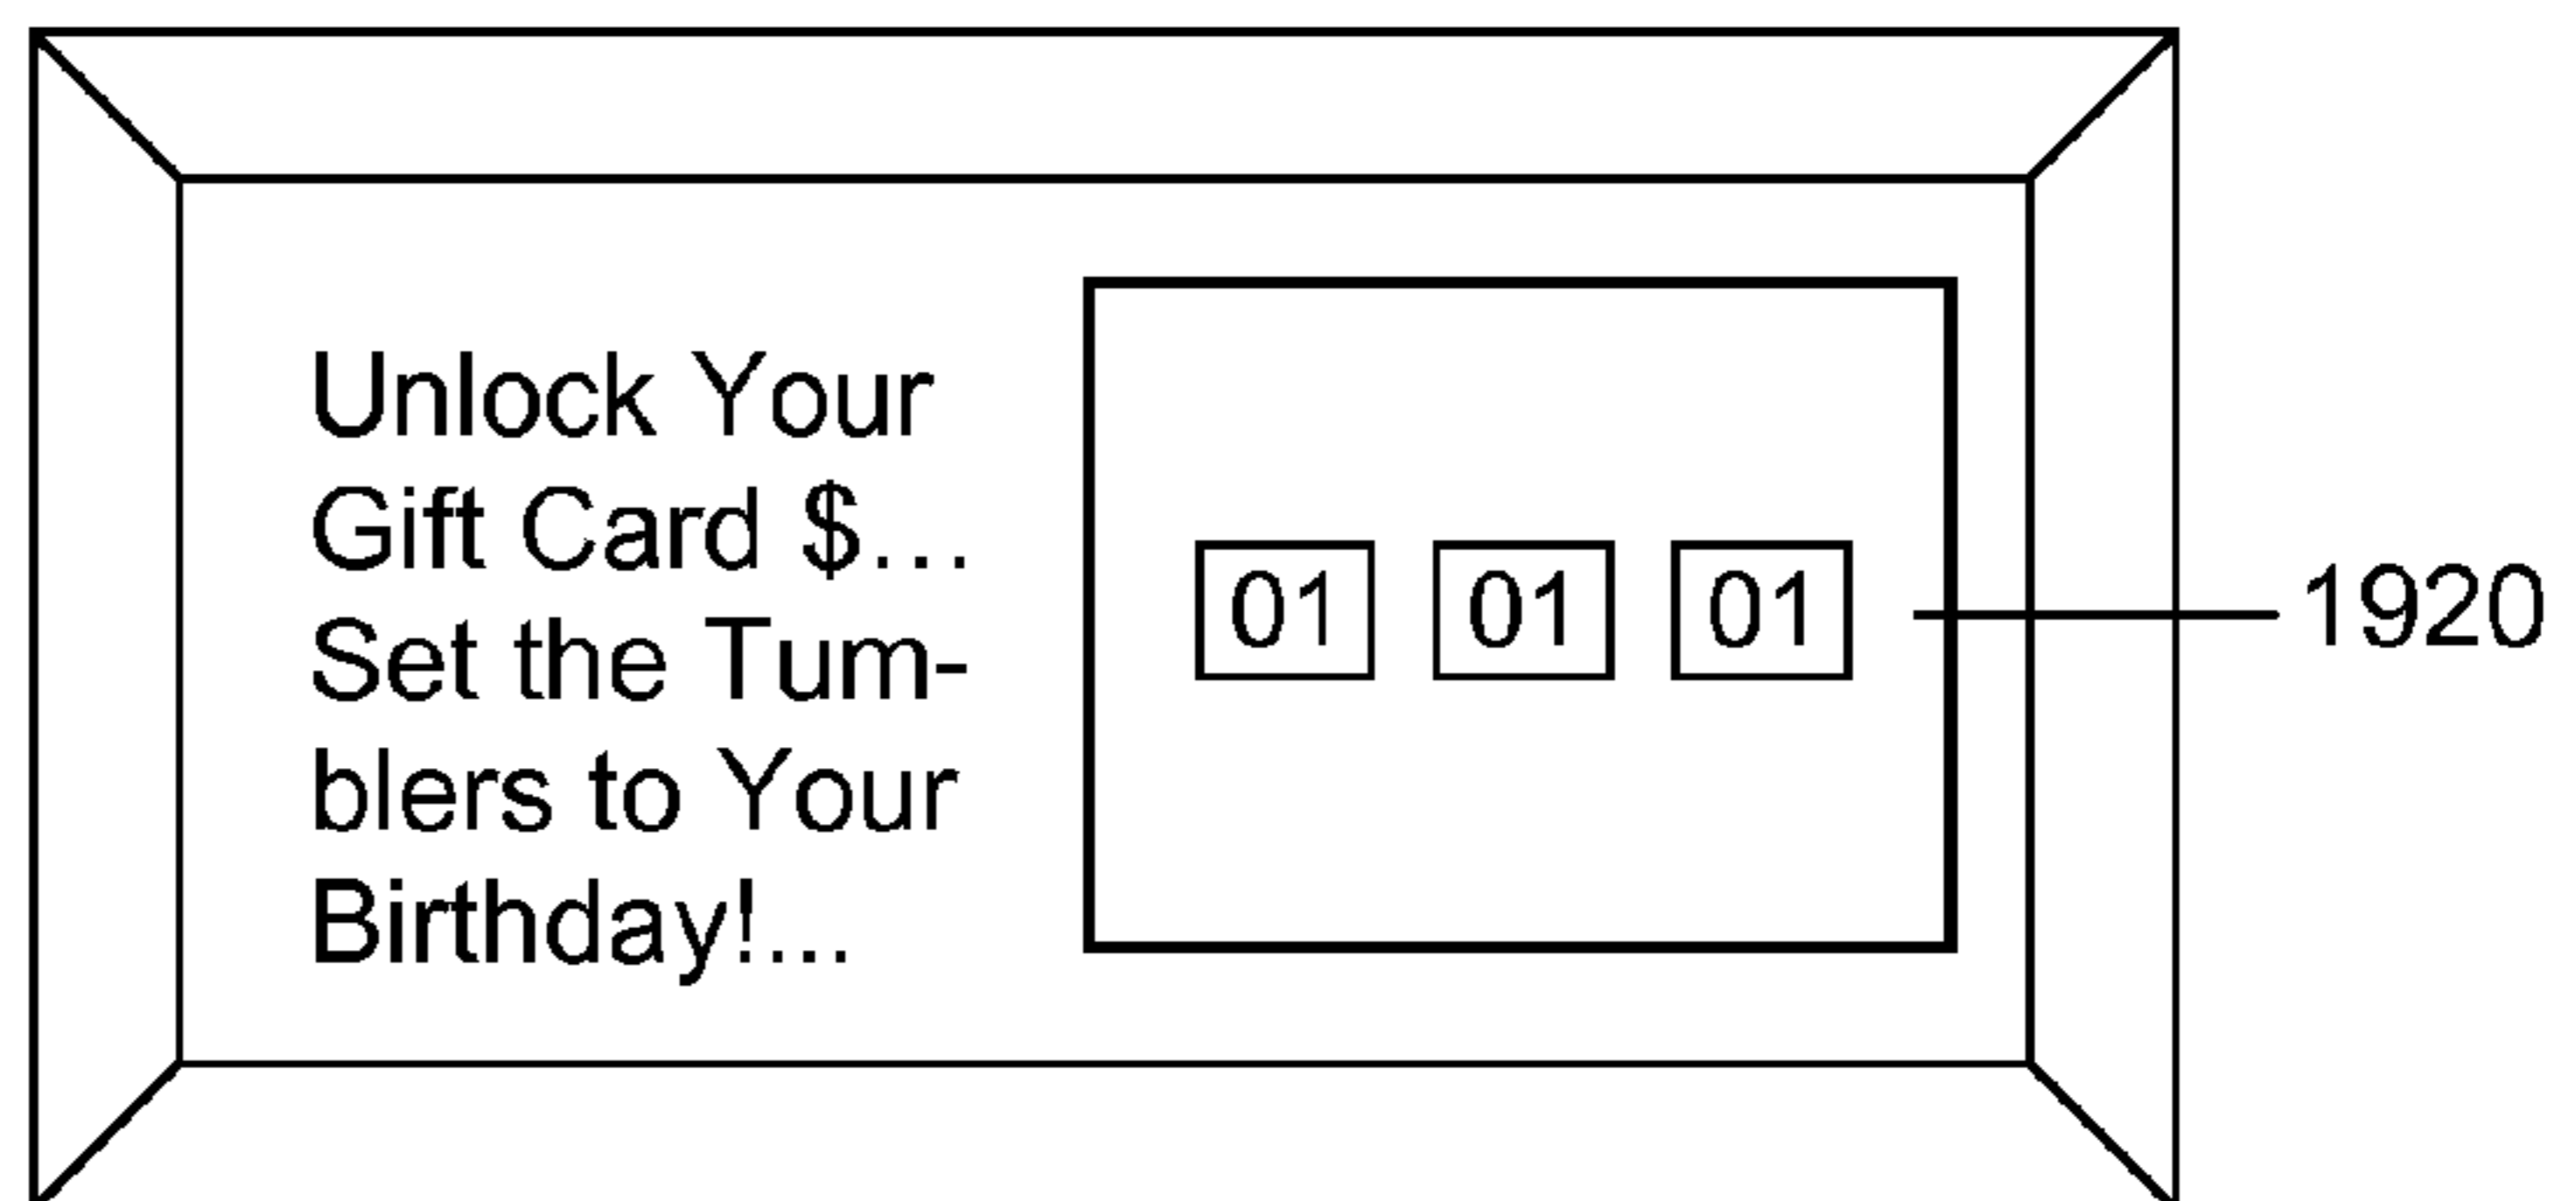 Unlock Your
Gift Card $...
Set the Tum-
blers to Your
Birthday!...
01 01 01
1920